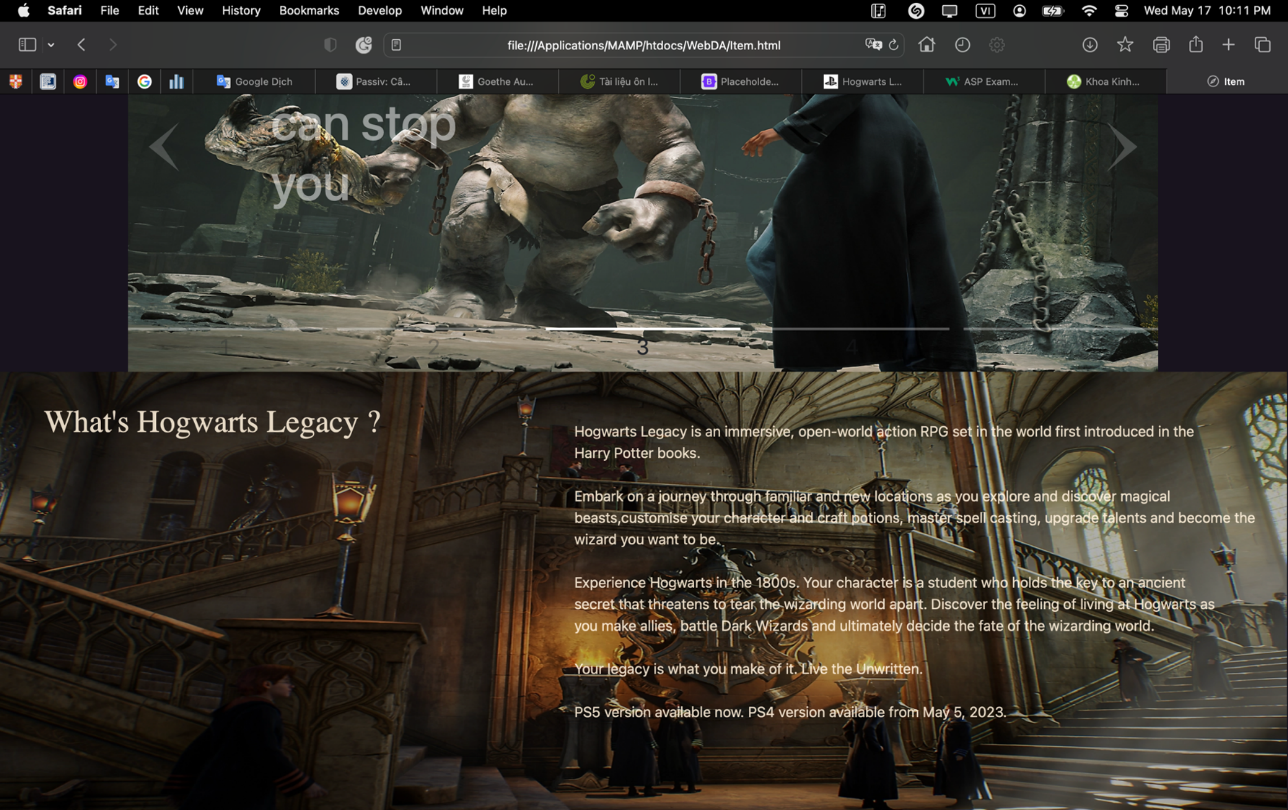 Safari File Edit View History Bookmarks Develop Window Help VI Wed May 17 10:11 PM
file:///Applications/MAMP/htdocs/WebDA/Item.html
Google Dịch Passiv: Câ... Goethe Au... Tài liệu ôn l... Placeholde... Hogwarts L... ASP Exam... Khoa Kinh... Item
can stop
you
1 2 3 4
What's Hogwarts Legacy ?
Hogwarts Legacy is an immersive, open-world action RPG set in the world first introduced in the
Harry Potter books.
Embark on a journey through familiar and new locations as you explore and discover magical
beasts,customise your character and craft potions, master spell casting, upgrade talents and become the
wizard you want to be.
Experience Hogwarts in the 1800s. Your character is a student who holds the key to an ancient
secret that threatens to tear the wizarding world apart. Discover the feeling of living at Hogwarts as
you make allies, battle Dark Wizards and ultimately decide the fate of the wizarding world.
Your legacy is what you make of it. Live the Unwritten.
PS5 version available now. PS4 version available from May 5, 2023.